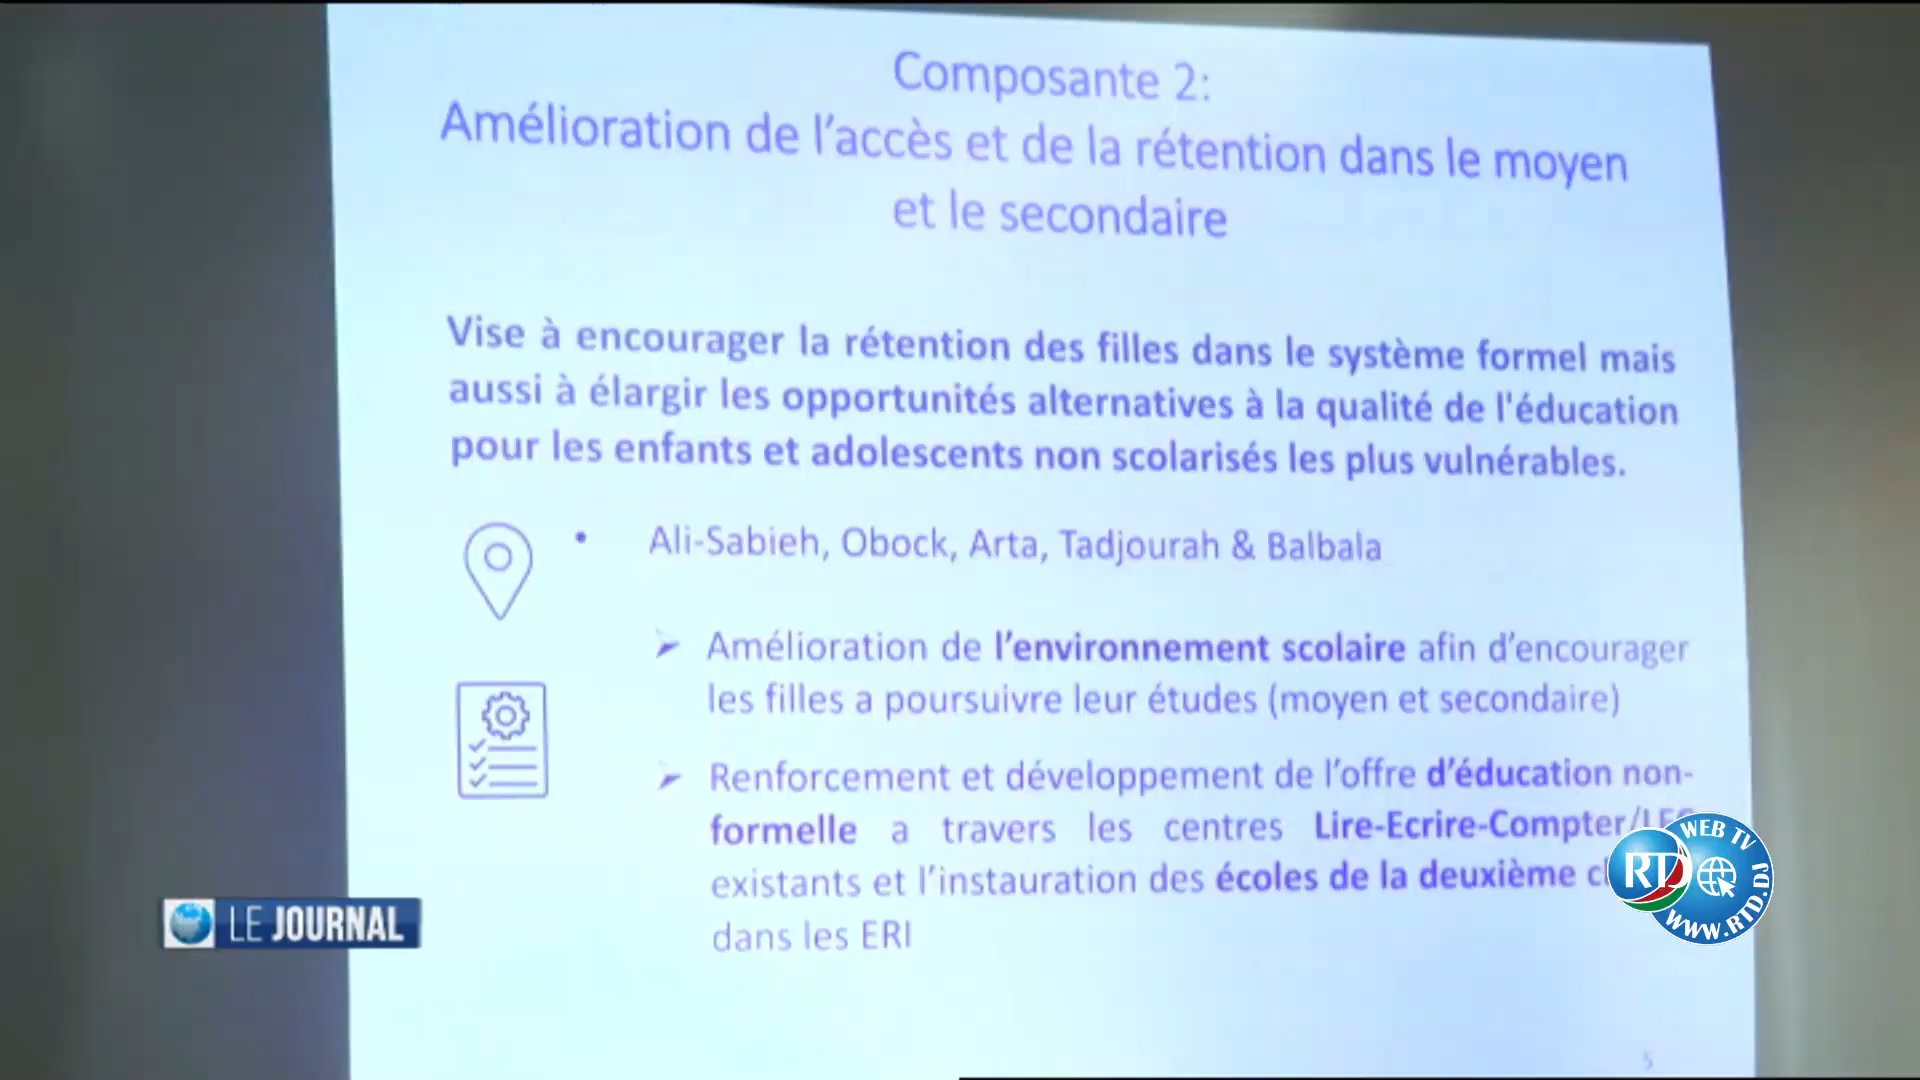 Composante 2:
Amélioration de l’accès et de la rétention dans le moyen
et le secondaire
Vise à encourager la rétention des filles dans le système formel mais
aussi à élargir les opportunités alternatives à la qualité de l'éducation
pour les enfants et adolescents non scolarisés les plus vulnérables.
• Ali-Sabieh, Obock, Arta, Tadjourah & Balbala
➢ Amélioration de l’environnement scolaire afin d’encourager
les filles a poursuivre leur études (moyen et secondaire)
➢ Renforcement et développement de l’offre d’éducation non-
formelle a travers les centres Lire-Ecrire-Compter/
existants et l’instauration des écoles de la deuxième
dans les ERI
5
LE JOURNAL
WEB TV
RTD
WWW.RTD.DJ